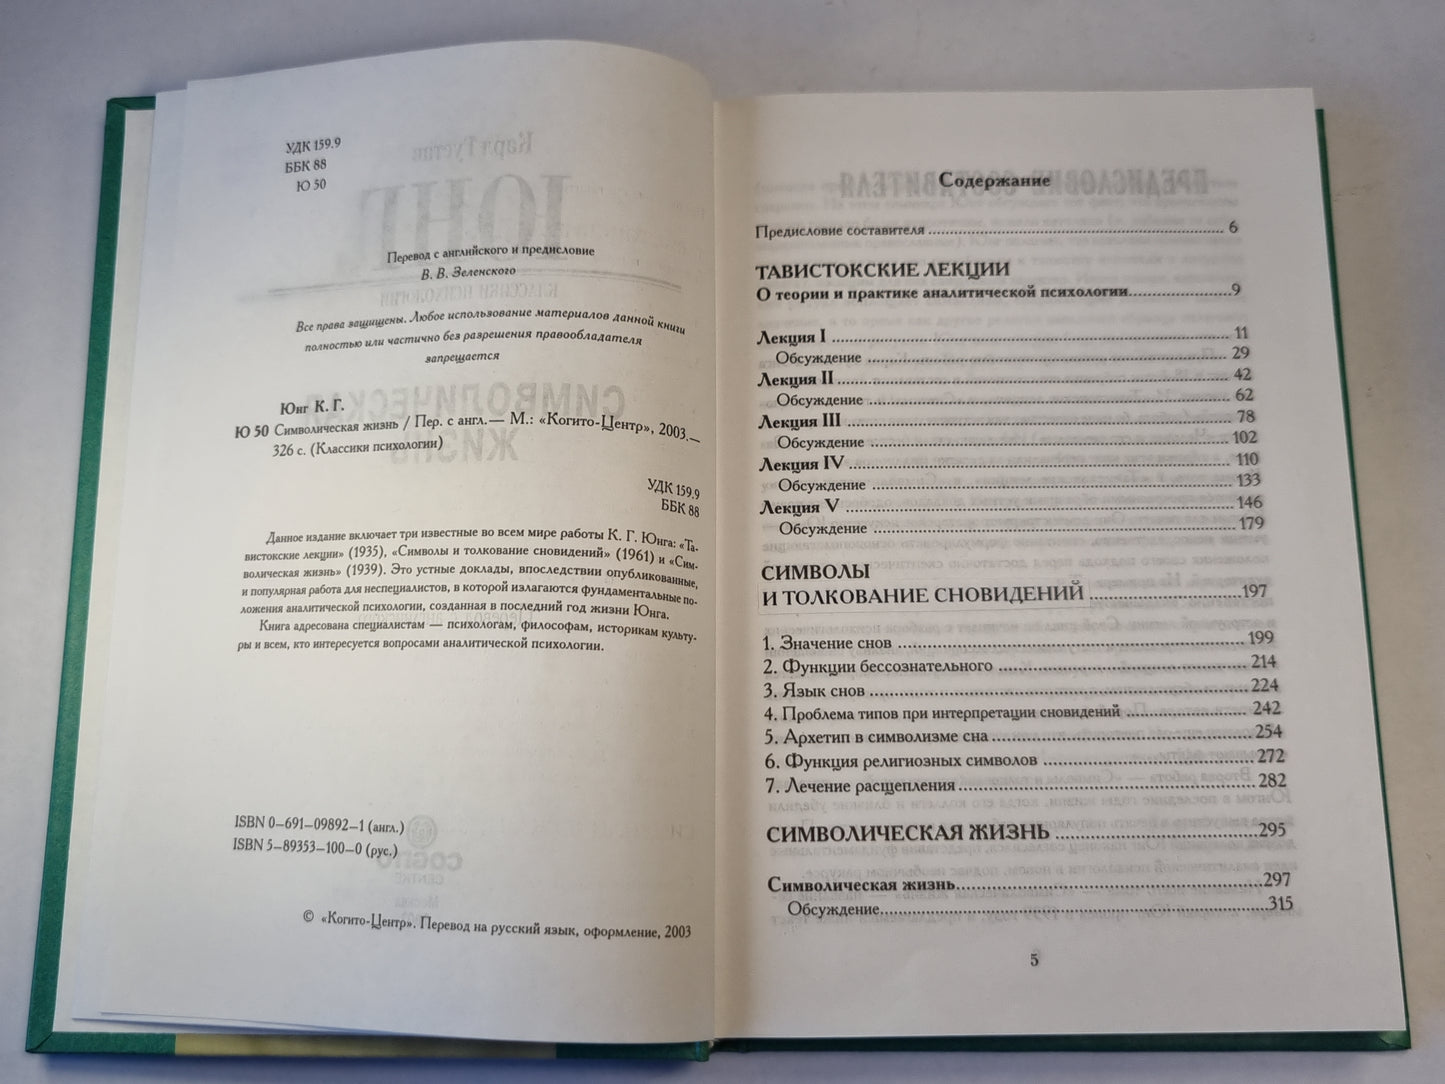 УДК 159.9
ББК 88
Ю 50
Перевод с английского и предисловие
В. В. Зеленского
Все права защищены. Любое использование материалов данной книги
полностью или частично без разрешения правообладателя
запрещается
Юнг К. Г.
Ю 50 Символическая жизнь / Пер. с англ.— М.: «Когито-Центр», 2003.—
326 с. (Классики психологии)
УДК 159.9
ББК 88
Данное издание включает три известные во всем мире работы К. Г. Юнга: «Та-
вистокские лекции» (1935), «Символы и толкование сновидений» (1961) и «Сим-
волическая жизнь» (1939). Это устные доклады, впоследствии опубликованные,
и популярная работа для неспециалистов, в которой излагаются фундаментальные по-
ложения аналитической психологии, созданная в последний год жизни Юнга.
Книга адресована специалистам — психологам, философам, историкам культу-
ры и всем, кто интересуется вопросами аналитической психологии.
ISBN 0–691–09892–1 (англ.)
ISBN 5–89353–100–0 (рус.)
© «Когито-Центр». Перевод на русский язык, оформление, 2003
Содержание
Предисловие составителя ........ 6
ТАВИСТОКСКИЕ ЛЕКЦИИ
О теории и практике аналитической психологии........ 9
Лекция I ........ 11
Обсуждение ........ 29
Лекция II ........ 42
Обсуждение ........ 62
Лекция III ........ 78
Обсуждение ........ 102
Лекция IV ........ 110
Обсуждение ........ 133
Лекция V ........ 146
Обсуждение ........ 179
СИМВОЛЫ
И ТОЛКОВАНИЕ СНОВИДЕНИЙ ........ 197
1. Значение снов ........ 199
2. Функции бессознательного ........ 214
3. Язык снов ........ 224
4. Проблема типов при интерпретации сновидений ........ 242
5. Архетип в символизме сна ........ 254
6. Функция религиозных символов ........ 272
7. Лечение расщепления ........ 282
СИМВОЛИЧЕСКАЯ ЖИЗНЬ ........ 295
Символическая жизнь........ 297
Обсуждение........ 315
5